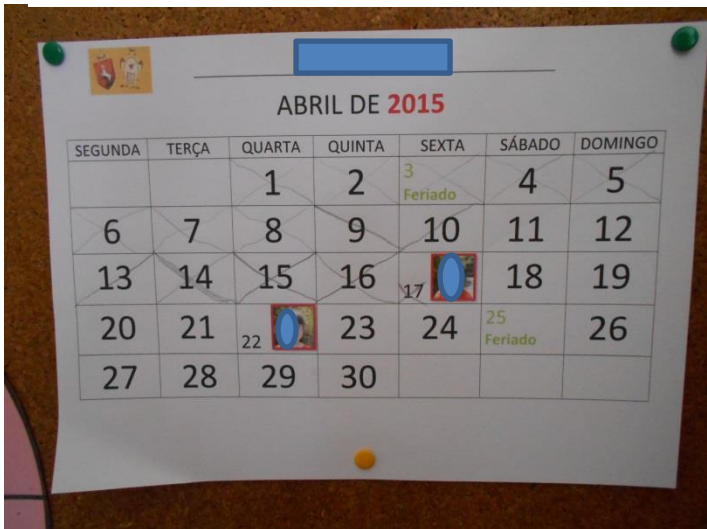 ABRIL DE 2015
SEGUNDA TERÇA QUARTA QUINTA SEXTA SÁBADO DOMINGO
1 2 3 Feriado 4 5
6 7 8 9 10 11 12
13 14 15 16 17 18 19
20 21 22 23 24 25 Feriado 26
27 28 29 30